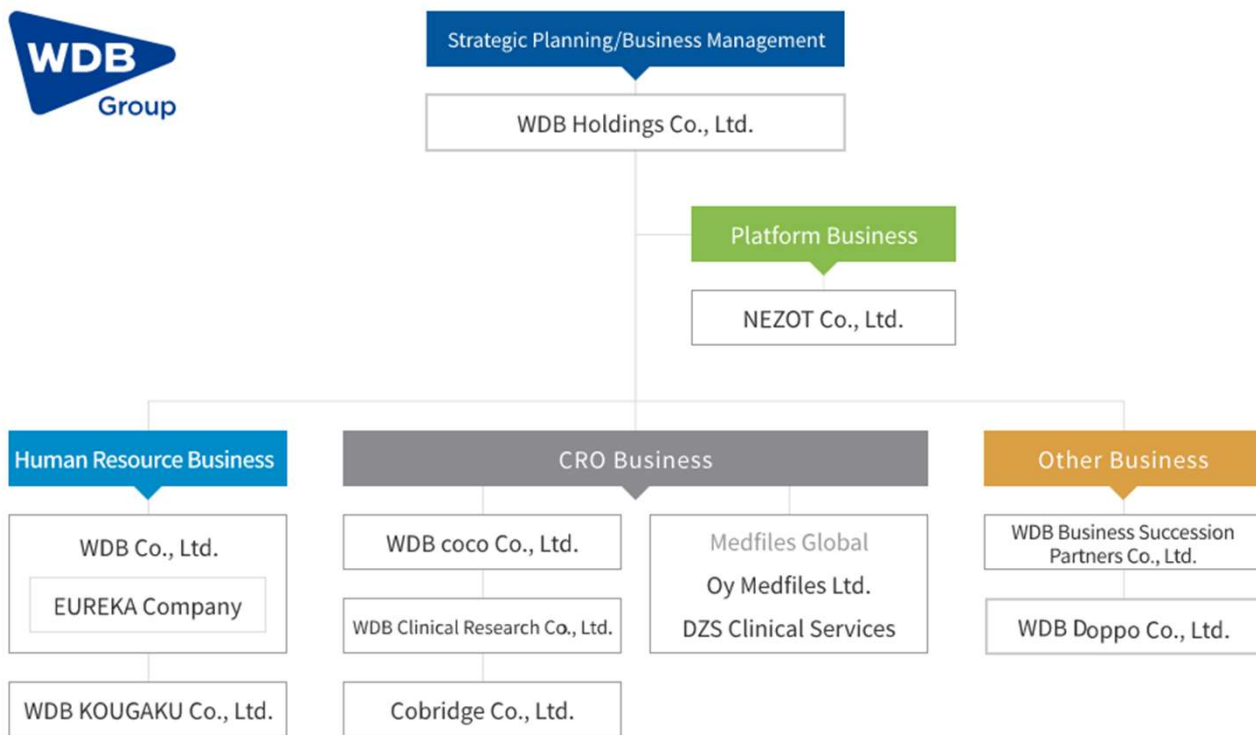 WDB
Group
Strategic Planning/Business Management
WDB Holdings Co., Ltd.
Platform Business
NEZOT Co., Ltd.
Human Resource Business
WDB Co., Ltd.
EUREKA Company
WDB KOUGAKU Co., Ltd.
CRO Business
WDB coco Co., Ltd.
WDB Clinical Research Co., Ltd.
Cobridge Co., Ltd.
Medfiles Global
Oy Medfiles Ltd.
DZS Clinical Services
Other Business
WDB Business Succession
Partners Co., Ltd.
WDB Doppo Co., Ltd.